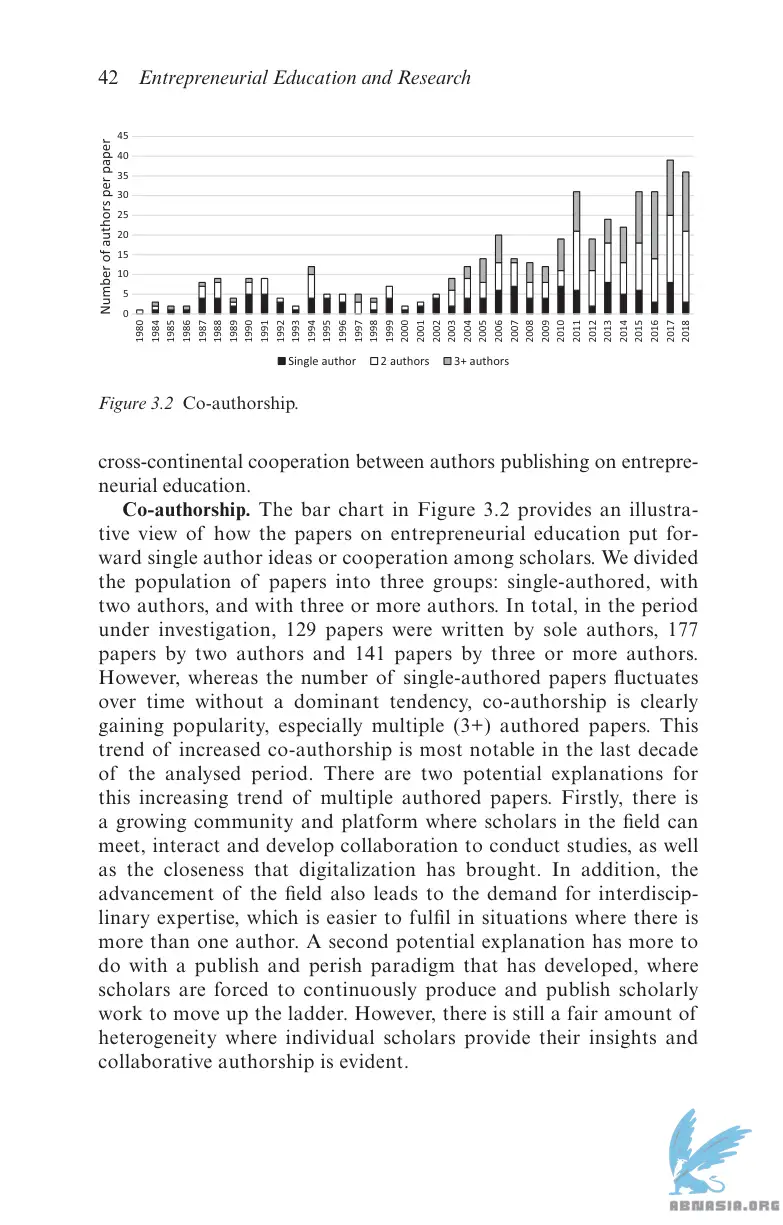 42 Entrepreneurial Education and Research
Number of authors per paper
45
40
35
30
25
20
15
10
5
0
1980 1984 1985 1986 1987 1988 1989 1990 1991 1992 1993 1994 1995 1996 1997 1998 1999 2000 2001 2002 2003 2004 2005 2006 2007 2008 2009 2010 2011 2012 2013 2014 2015 2016 2017 2018
Single author 2 authors 3+ authors
Figure 3.2 Co-authorship.
cross-continental cooperation between authors publishing on entrepre-
neurial education.
Co-authorship. The bar chart in Figure 3.2 provides an illustra-
tive view of how the papers on entrepreneurial education put for-
ward single author ideas or cooperation among scholars. We divided
the population of papers into three groups: single-authored, with
two authors, and with three or more authors. In total, in the period
under investigation, 129 papers were written by sole authors, 177
papers by two authors and 141 papers by three or more authors.
However, whereas the number of single-authored papers fluctuates
over time without a dominant tendency, co-authorship is clearly
gaining popularity, especially multiple (3+) authored papers. This
trend of increased co-authorship is most notable in the last decade
of the analysed period. There are two potential explanations for
this increasing trend of multiple authored papers. Firstly, there is
a growing community and platform where scholars in the field can
meet, interact and develop collaboration to conduct studies, as well
as the closeness that digitalization has brought. In addition, the
advancement of the field also leads to the demand for interdiscip-
linary expertise, which is easier to fulfil in situations where there is
more than one author. A second potential explanation has more to
do with a publish and perish paradigm that has developed, where
scholars are forced to continuously produce and publish scholarly
work to move up the ladder. However, there is still a fair amount of
heterogeneity where individual scholars provide their insights and
collaborative authorship is evident.
ABNASIA.ORG